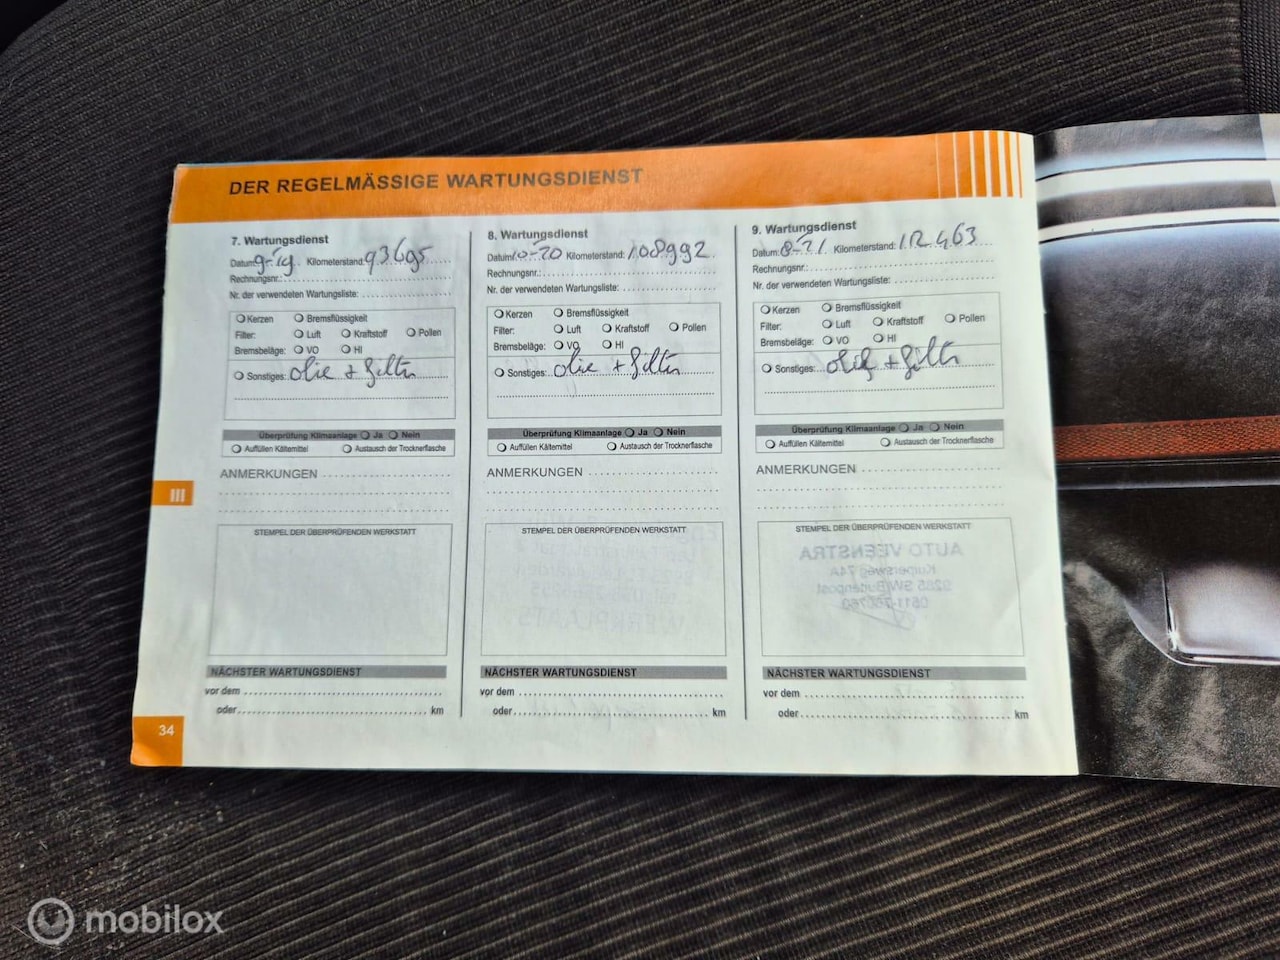 DER REGELMÄSSIGE WARTUNGSDIENST
7. Wartungsdienst
Datum: 9-19 Kilometerstand: 93695
Rechnungsnr.:
Nr. der verwendeten Wartungsliste:
Kerzen Bremsflüssigkeit
Filter: Luft Kraftstoff Pollen
Bremsbeläge: VO HI
Sonstiges: olie + filter
Überprüfung Klimaanlage Ja Nein
Auffüllen Kältemittel Austausch der Trocknerflasche
ANMERKUNGEN
STEMPEL DER ÜBERPRÜFENDEN WERKSTATT
NÄCHSTER WARTUNGSDIENST
vor dem
oder km
8. Wartungsdienst
Datum: 10-20 Kilometerstand: 108992
Rechnungsnr.:
Nr. der verwendeten Wartungsliste:
Kerzen Bremsflüssigkeit
Filter: Luft Kraftstoff Pollen
Bremsbeläge: VO HI
Sonstiges: olie + filter
Überprüfung Klimaanlage Ja Nein
Auffüllen Kältemittel Austausch der Trocknerflasche
ANMERKUNGEN
STEMPEL DER ÜBERPRÜFENDEN WERKSTATT
NÄCHSTER WARTUNGSDIENST
vor dem
oder km
9. Wartungsdienst
Datum: 8-21 Kilometerstand:
Rechnungsnr.:
Nr. der verwendeten Wartungsliste:
Kerzen Bremsflüssigkeit
Filter: Luft Kraftstoff Pollen
Bremsbeläge: VO HI
Sonstiges: olie + filter
Überprüfung Klimaanlage Ja Nein
Auffüllen Kältemittel Austausch der Trocknerflasche
ANMERKUNGEN
STEMPEL DER ÜBERPRÜFENDEN WERKSTATT
AUTO VEENSTRA
Kuipersweg 74A
NÄCHSTER WARTUNGSDIENST
vor dem
oder km
III
34
mobilox